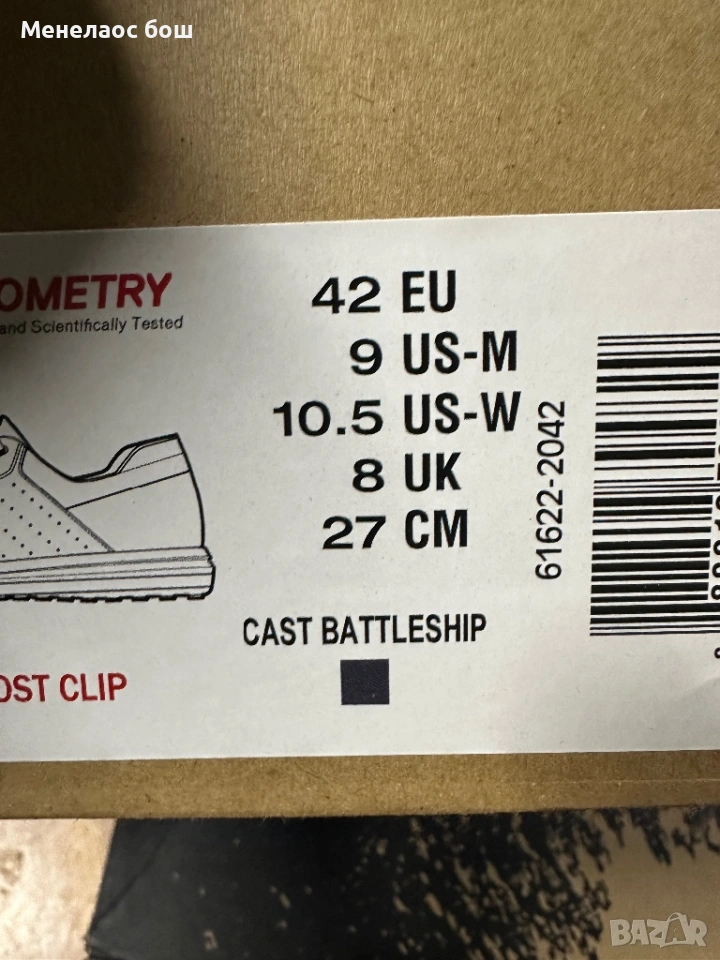 Менелаос бош
OMETRY
and Scientifically Tested
42 EU
9 US-M
10.5 US-W
8 UK
27 CM
61622-2042
CAST BATTLESHIP
OST CLIP
BAZAR